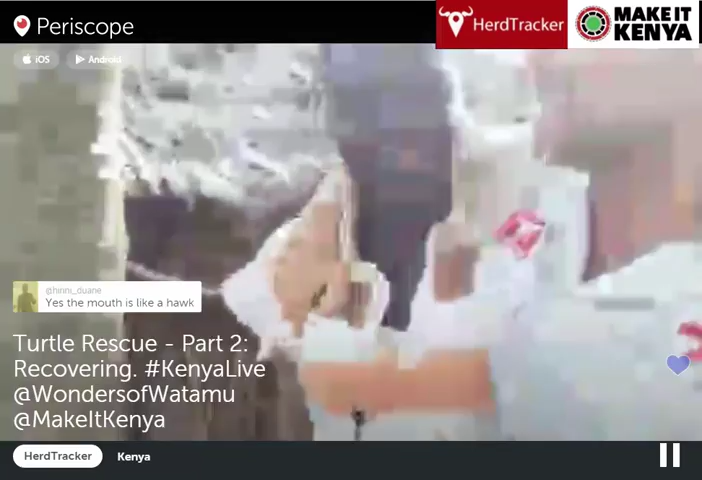 Periscope
HerdTracker
MAKE IT
KENYA
iOS
Android
@hinni_duane
Yes the mouth is like a hawk
Turtle Rescue - Part 2:
Recovering. #KenyaLive
@WondersofWatamu
@MakeItKenya
HerdTracker
Kenya